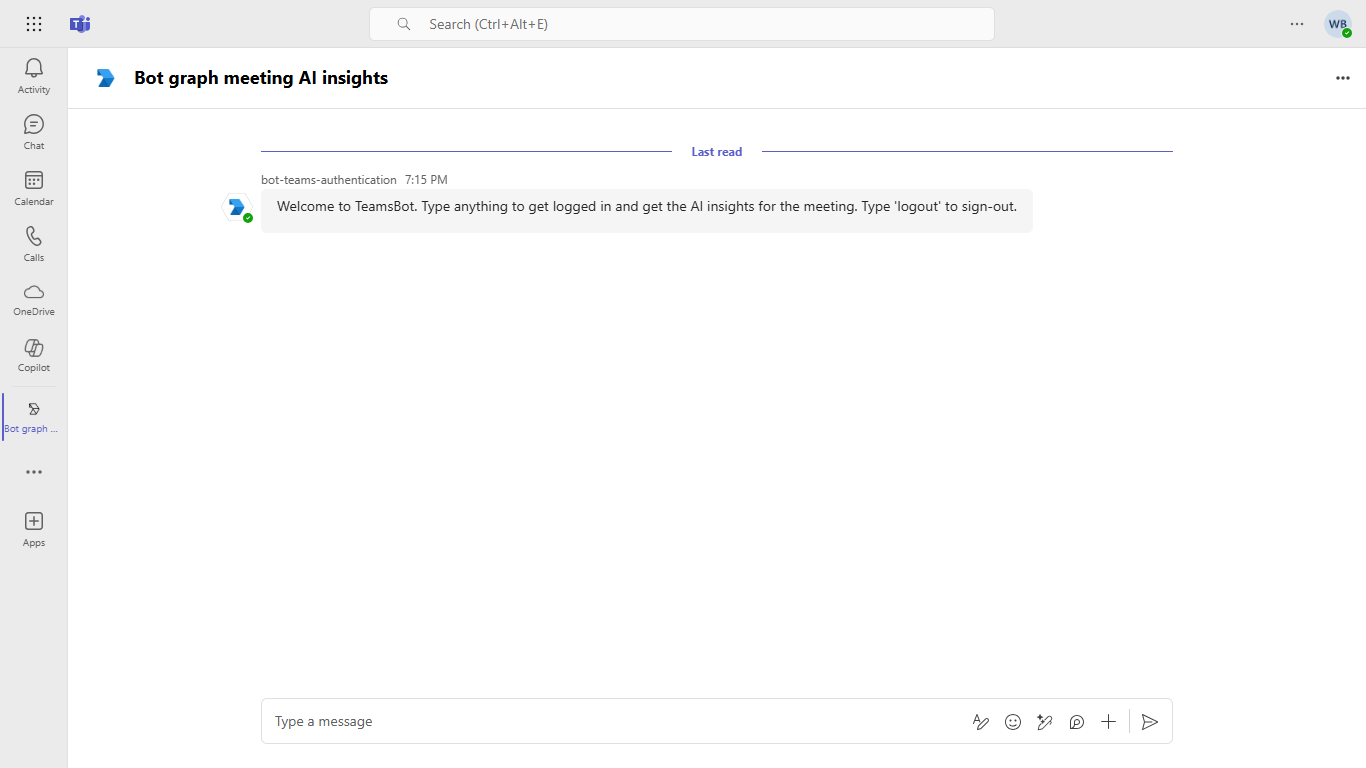 Search (Ctrl+Alt+E)
WB
Activity
Chat
Calendar
Calls
OneDrive
Copilot
Bot graph ...
Apps
Bot graph meeting AI insights
Last read
bot-teams-authentication 7:15 PM
Welcome to TeamsBot. Type anything to get logged in and get the AI insights for the meeting. Type 'logout' to sign-out.
Type a message